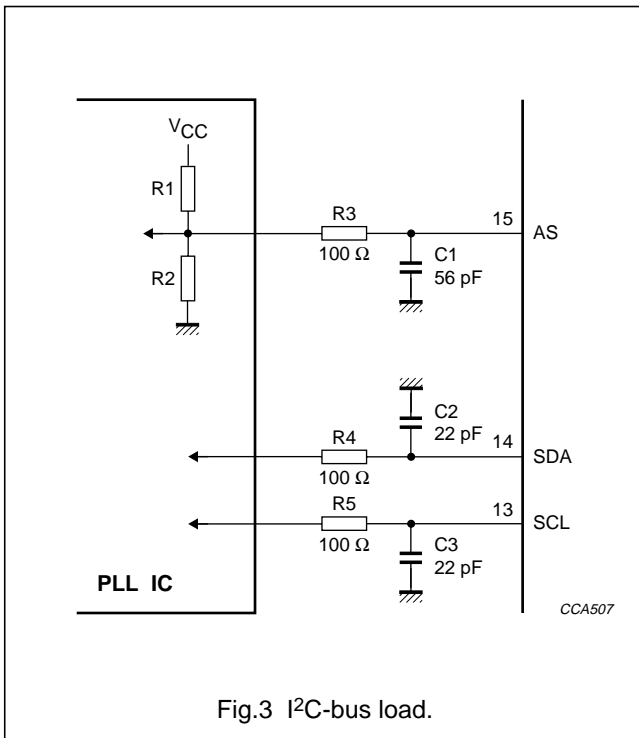 VCC
R1
R2
R3
100 Ω
C1
56 pF
15
AS
C2
22 pF
R4
100 Ω
14
SDA
R5
100 Ω
13
SCL
C3
22 pF
PLL IC
CCA507
Fig.3 I²C-bus load.